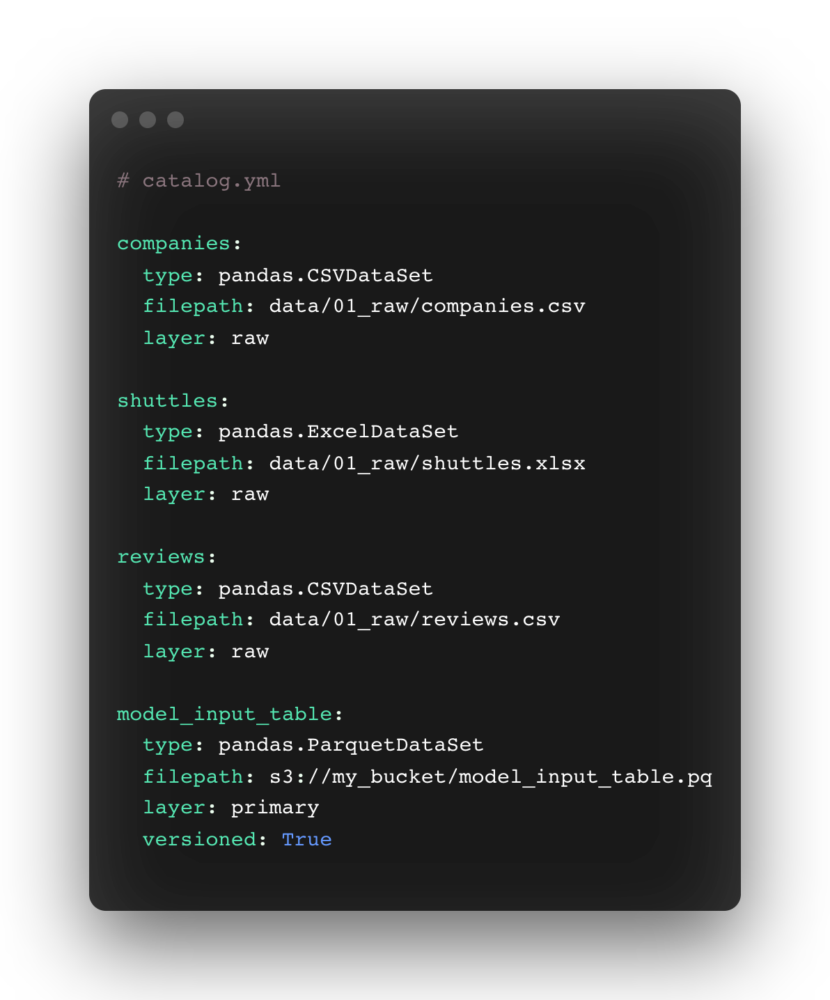 # catalog.yml

companies:
  type: pandas.CSVDataSet
  filepath: data/01_raw/companies.csv
  layer: raw

shuttles:
  type: pandas.ExcelDataSet
  filepath: data/01_raw/shuttles.xlsx
  layer: raw

reviews:
  type: pandas.CSVDataSet
  filepath: data/01_raw/reviews.csv
  layer: raw

model_input_table:
  type: pandas.ParquetDataSet
  filepath: s3://my_bucket/model_input_table.pq
  layer: primary
  versioned: True